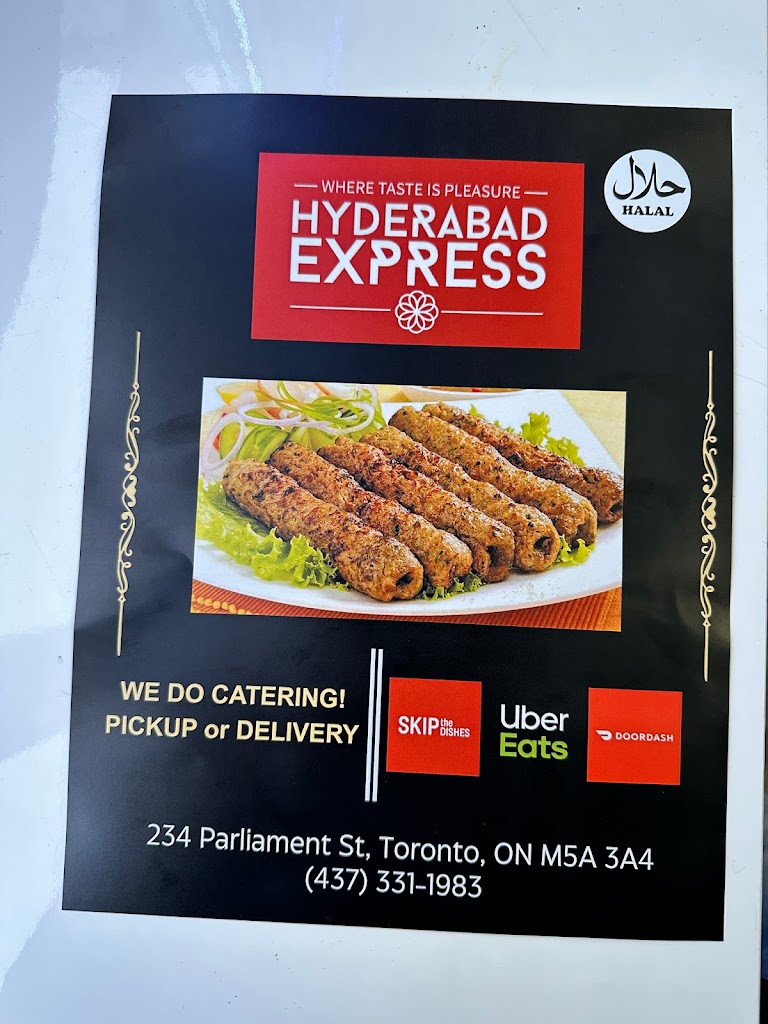 — WHERE TASTE IS PLEASURE —
HYDERABAD
EXPRESS
حلال
HALAL
WE DO CATERING!
PICKUP or DELIVERY
SKIP the DISHES
Uber
Eats
DOORDASH
234 Parliament St, Toronto, ON M5A 3A4
(437) 331-1983